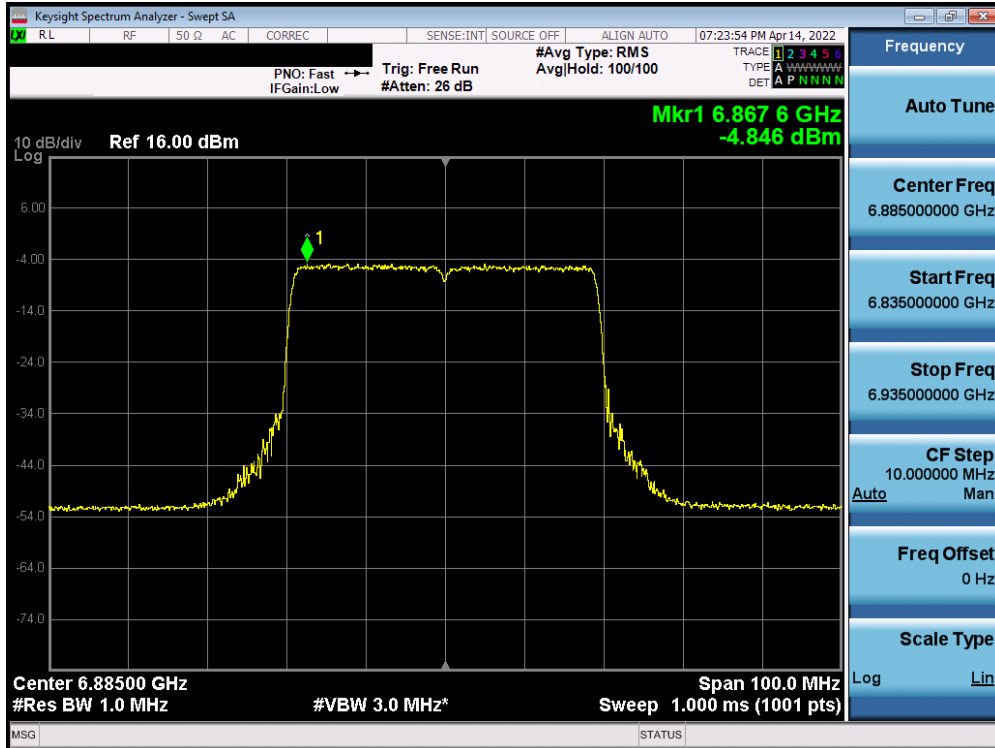 Keysight Spectrum Analyzer - Swept SA
LXI RL RF 50 Ω AC CORREC SENSE:INT SOURCE OFF ALIGN AUTO 07:23:54 PM Apr 14, 2022
PNO: Fast
IFGain:Low
Trig: Free Run
#Atten: 26 dB
#Avg Type: RMS
Avg|Hold: 100/100
TRACE 1 2 3 4 5 6
TYPE A WWWWW
DET A P N N N N
Mkr1 6.867 6 GHz
-4.846 dBm
10 dB/div Ref 16.00 dBm
Log
1
6.00
-4.00
-14.0
-24.0
-34.0
-44.0
-54.0
-64.0
-74.0
Center 6.88500 GHz Span 100.0 MHz
#Res BW 1.0 MHz #VBW 3.0 MHz* Sweep 1.000 ms (1001 pts)
MSG STATUS
Frequency
Auto Tune
Center Freq
6.885000000 GHz
Start Freq
6.835000000 GHz
Stop Freq
6.935000000 GHz
CF Step
10.000000 MHz
Auto Man
Freq Offset
0 Hz
Scale Type
Log Lin